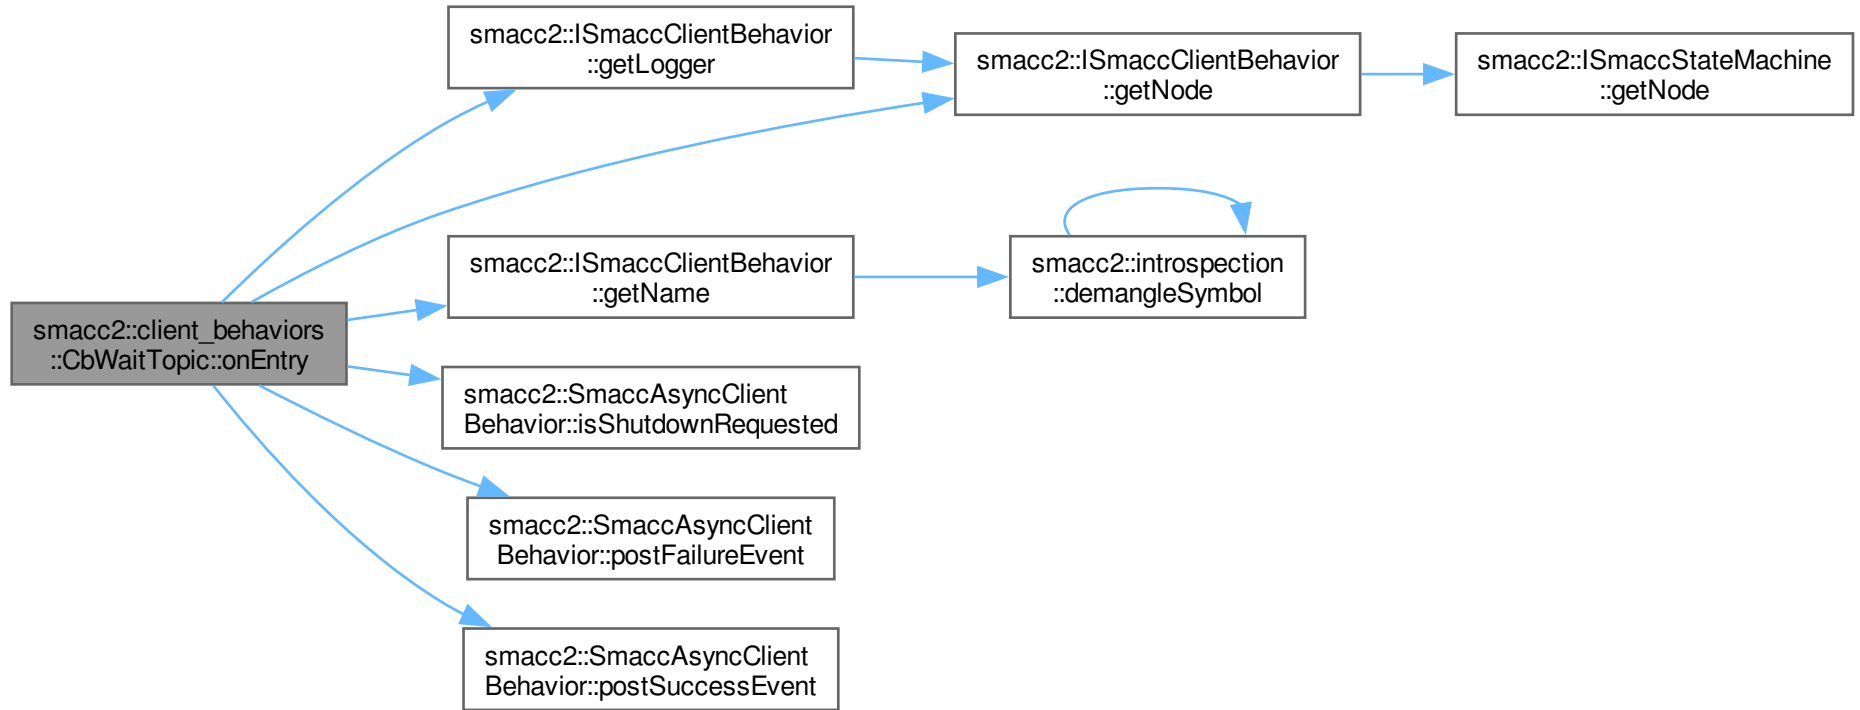 smacc2::ISmaccClientBehavior
::getLogger
smacc2::ISmaccClientBehavior
::getNode
smacc2::ISmaccStateMachine
::getNode
smacc2::ISmaccClientBehavior
::getName
smacc2::introspection
::demangleSymbol
smacc2::client_behaviors
::CbWaitTopic::onEntry
smacc2::SmaccAsyncClient
Behavior::isShutdownRequested
smacc2::SmaccAsyncClient
Behavior::postFailureEvent
smacc2::SmaccAsyncClient
Behavior::postSuccessEvent